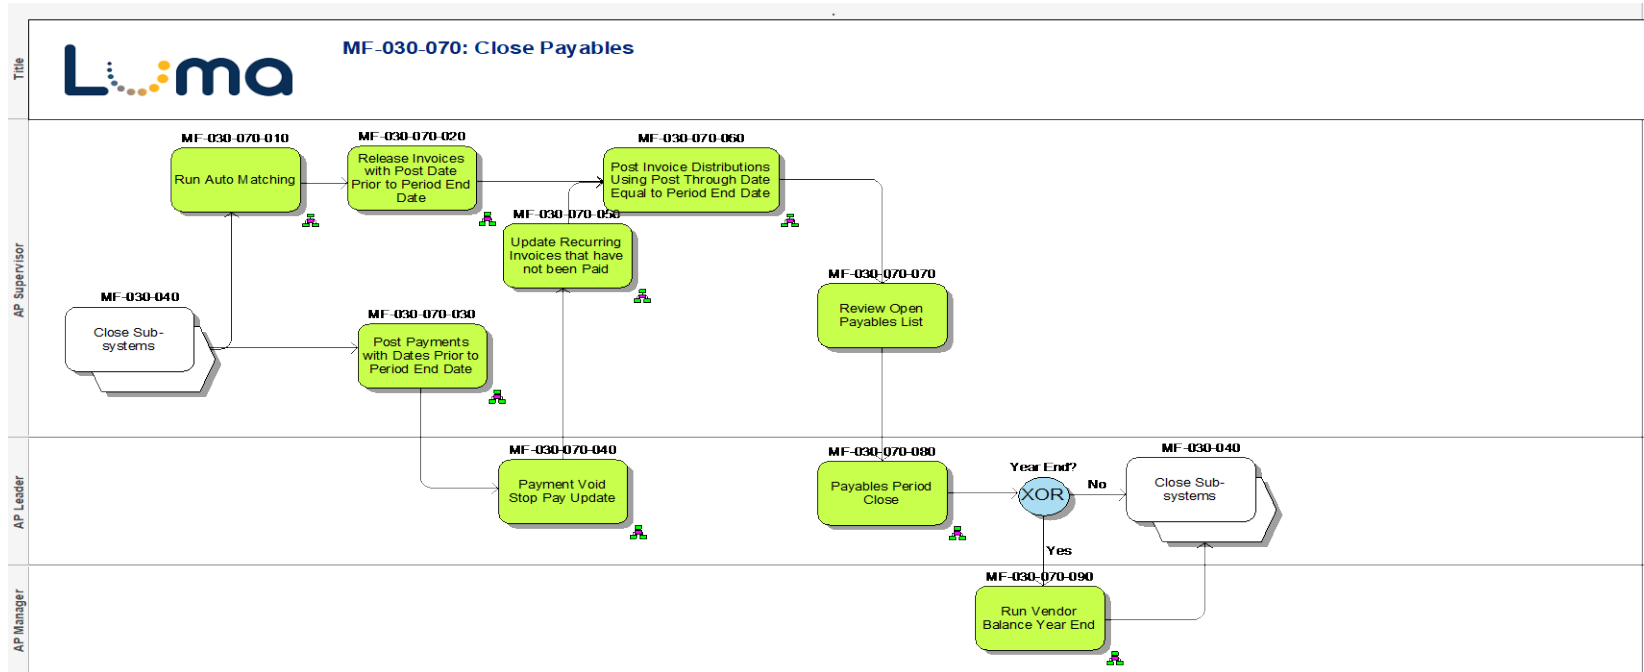 Title
Luma
MF-030-070: Close Payables
AP Supervisor
MF-030-070-010
Run Auto Matching
MF-030-070-020
Release Invoices
with Post Date
Prior to Period End
Date
MF-030-070-060
Post Invoice Distributions
Using Post Through Date
Equal to Period End Date
MF-030-070-050
Update Recurring
Invoices that have
not been Paid
MF-030-040
Close Sub-
systems
MF-030-070-030
Post Payments
with Dates Prior to
Period End Date
MF-030-070-070
Review Open
Payables List
AP Leader
MF-030-070-040
Payment Void
Stop Pay Update
MF-030-070-080
Payables Period
Close
Year End?
XOR
No
Yes
MF-030-040
Close Sub-
systems
AP Manager
MF-030-070-090
Run Vendor
Balance Year End